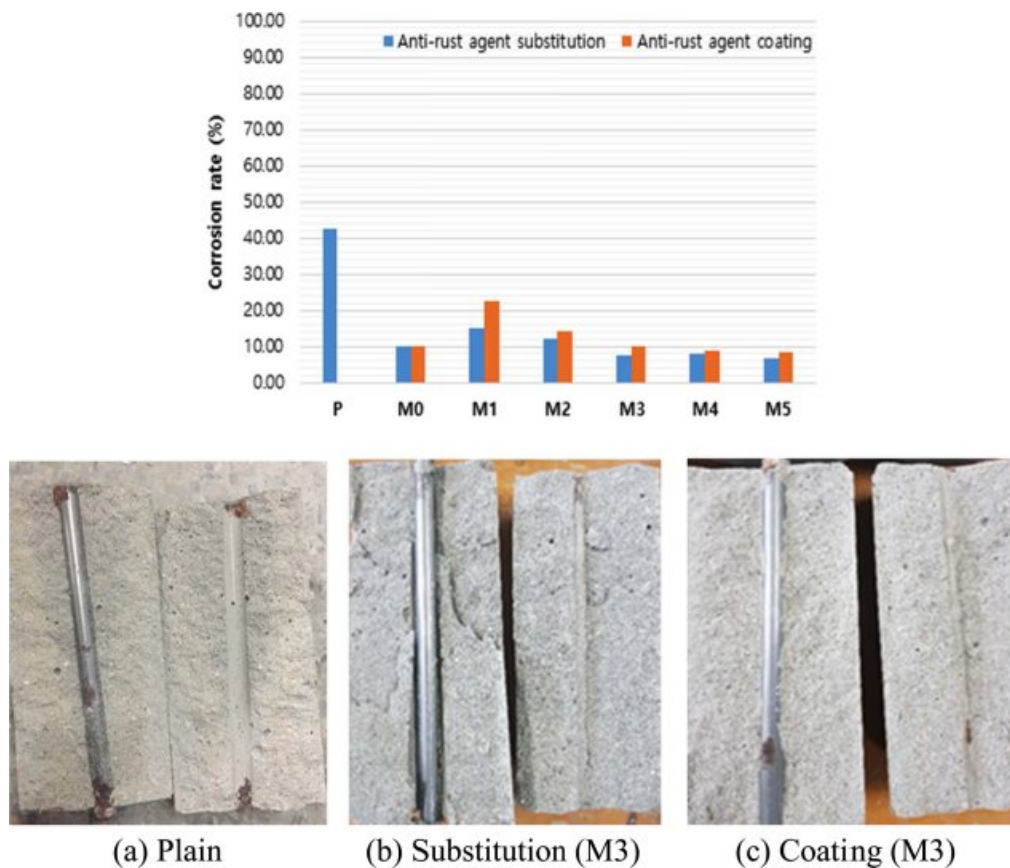 100.00
Anti-rust agent substitution Anti-rust agent coating
90.00
80.00
70.00
60.00
50.00
40.00
30.00
20.00
10.00
0.00
Corrosion rate (%)
P M0 M1 M2 M3 M4 M5
(a) Plain (b) Substitution (M3) (c) Coating (M3)